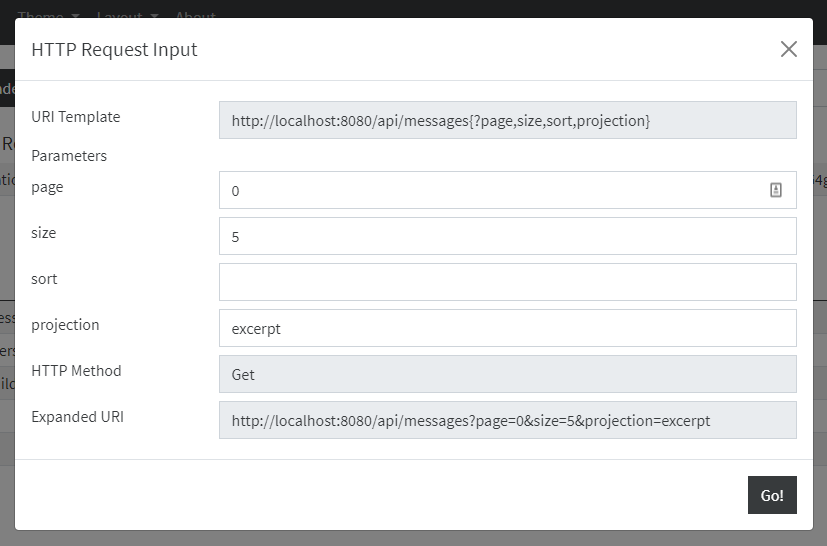 Theme Layout About
HTTP Request Input
URI Template
http://localhost:8080/api/messages{?page,size,sort,projection}
Parameters
page
0
size
5
sort
projection
excerpt
HTTP Method
Get
Expanded URI
http://localhost:8080/api/messages?page=0&size=5&projection=excerpt
Go!